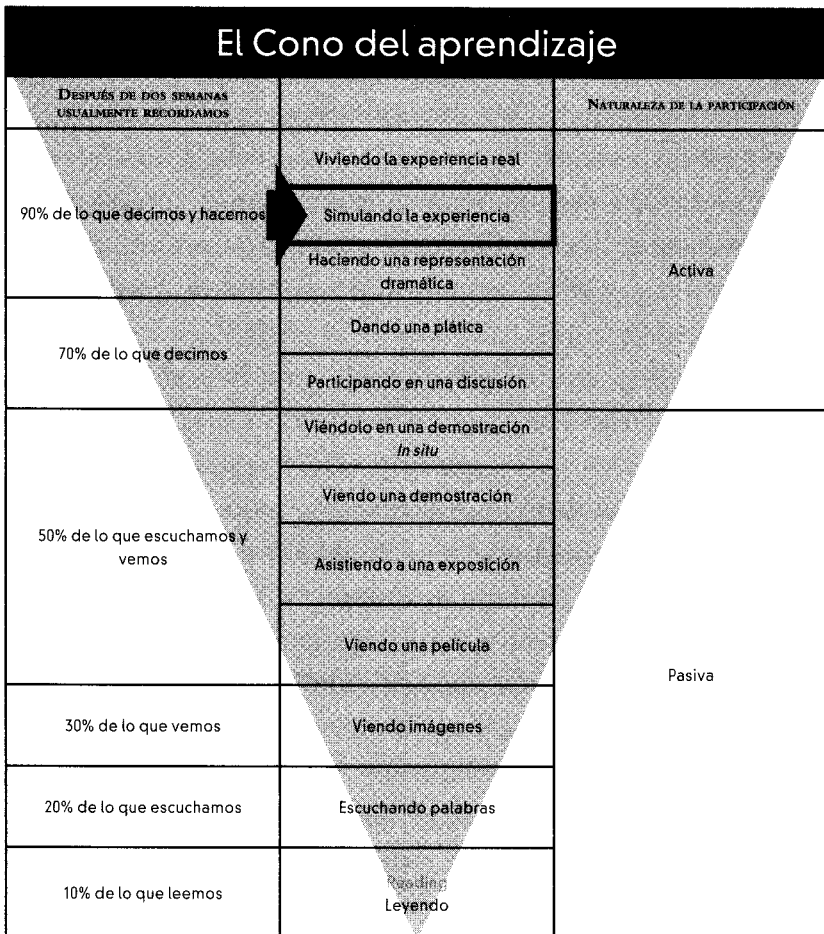 El Cono del aprendizaje
DESPUÉS DE DOS SEMANAS
USUALMENTE RECORDAMOS
NATURALEZA DE LA PARTICIPACIÓN
Viviendo la experiencia real
90% de lo que decimos y hacemos
Simulando la experiencia
Haciendo una representación
dramática
Activa
Dando una plática
70% de lo que decimos
Participando en una discusión
Viéndolo en una demostración
In situ
Viendo una demostración
50% de lo que escuchamos y
vemos
Asistiendo a una exposición
Viendo una película
Pasiva
30% de lo que vemos
Viendo imágenes
20% de lo que escuchamos
Escuchando palabras
10% de lo que leemos
Reading
Leyendo